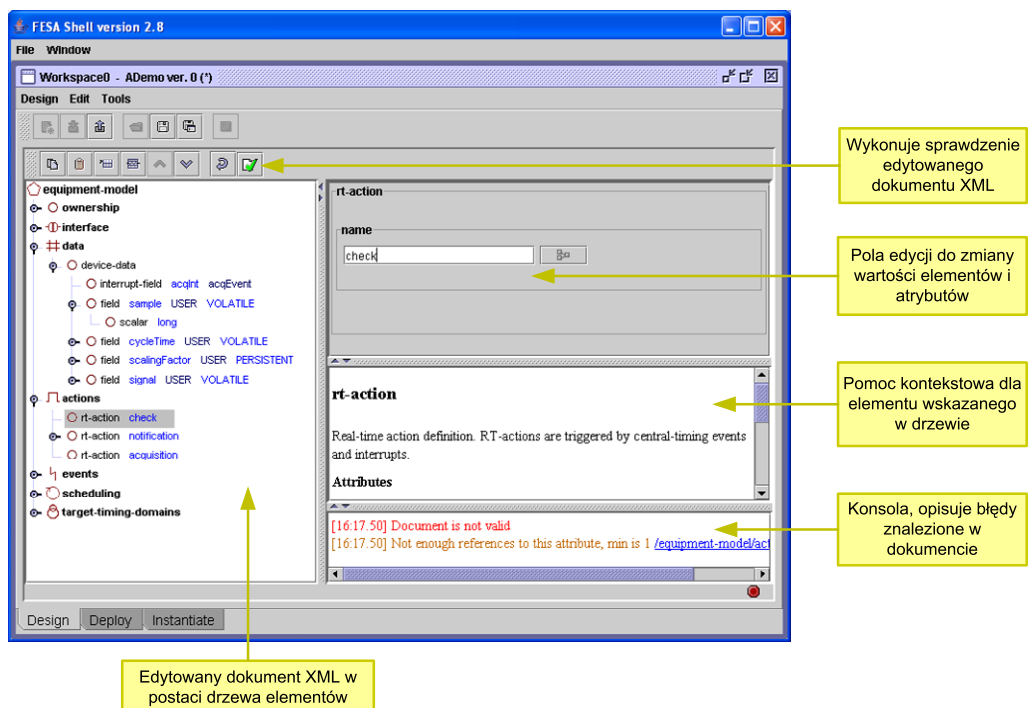 FESA Shell version 2.8
File Window
Workspace0 - ADemo ver. 0 (*)
Design Edit Tools
equipment-model
ownership
interface
data
device-data
interrupt-field acqInt acqEvent
field sample USER VOLATILE
scalar long
field cycleTime USER VOLATILE
field scalingFactor USER PERSISTENT
field signal USER VOLATILE
actions
rt-action check
rt-action notification
rt-action acquisition
events
scheduling
target-timing-domains
rt-action
name
check
rt-action
Real-time action definition. RT-actions are triggered by central-timing events
and interrupts.
Attributes
[16:17.50] Document is not valid
[16:17.50] Not enough references to this attribute, min is 1 /equipment-model/act
Design Deploy Instantiate
Wykonuje sprawdzenie
edytowanego
dokumentu XML
Pola edycji do zmiany
wartości elementów i
atrybutów
Pomoc kontekstowa dla
elementu wskazanego
w drzewie
Konsola, opisuje błędy
znalezione w
dokumencie
Edytowany dokument XML w
postaci drzewa elementów